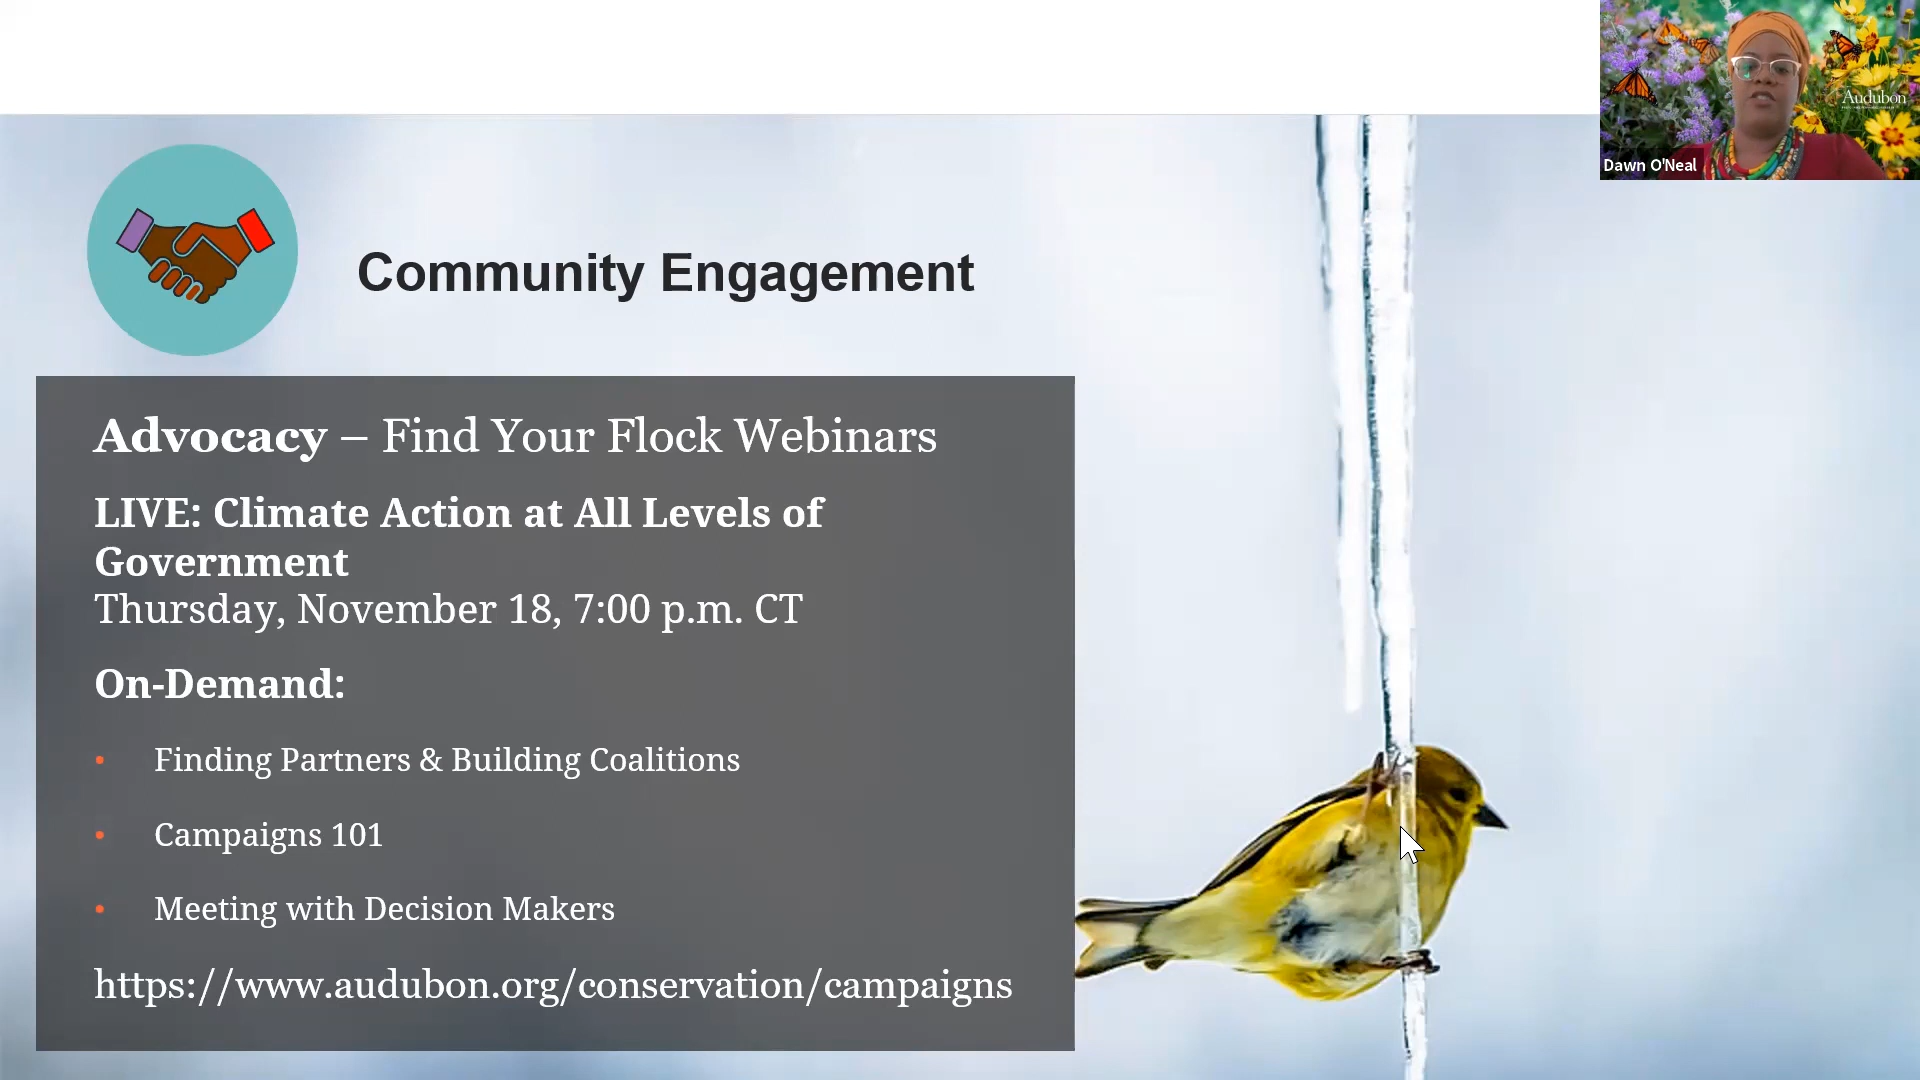 Audubon
Dawn O'Neal
Community Engagement
Advocacy – Find Your Flock Webinars
LIVE: Climate Action at All Levels of
Government
Thursday, November 18, 7:00 p.m. CT
On-Demand:
• Finding Partners & Building Coalitions
• Campaigns 101
• Meeting with Decision Makers
https://www.audubon.org/conservation/campaigns